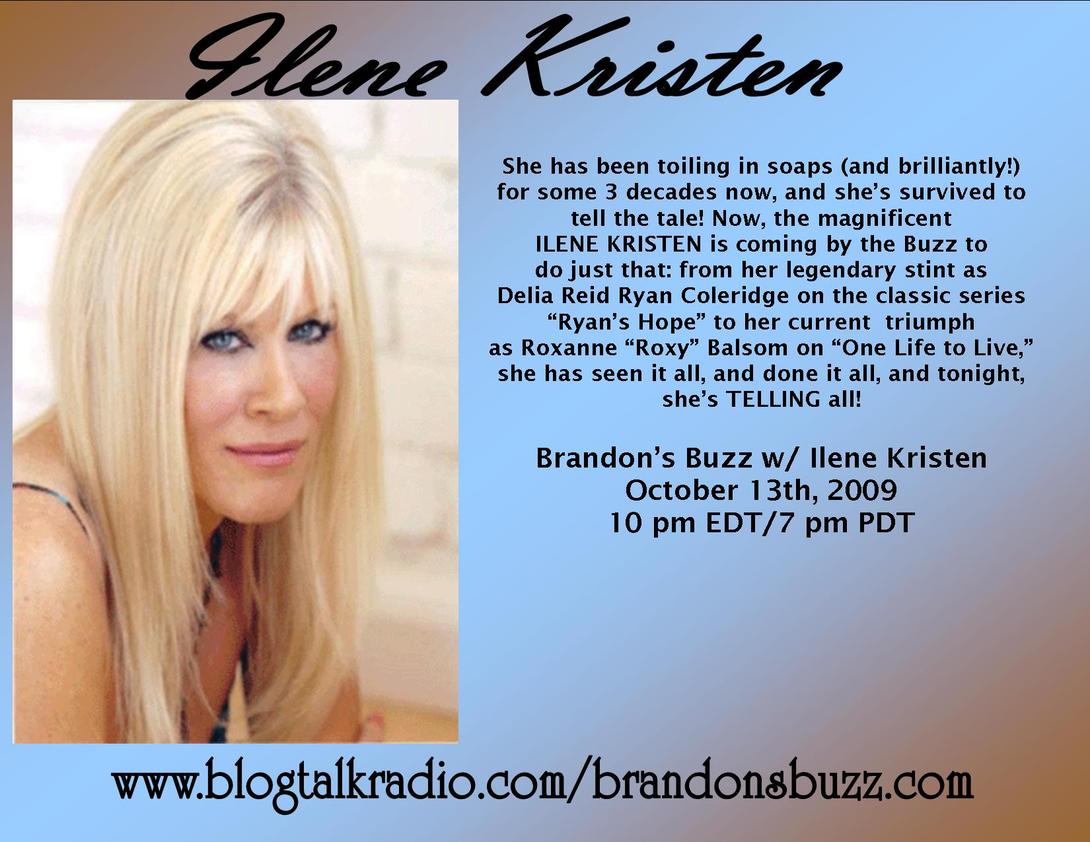 Ilene Kristen
She has been toiling in soaps (and brilliantly!)
for some 3 decades now, and she's survived to
tell the tale! Now, the magnificent
ILENE KRISTEN is coming by the Buzz to
do just that: from her legendary stint as
Delia Reid Ryan Coleridge on the classic series
“Ryan's Hope” to her current triumph
as Roxanne “Roxy” Balsom on “One Life to Live,”
she has seen it all, and done it all, and tonight,
she's TELLING all!
Brandon's Buzz w/ Ilene Kristen
October 13th, 2009
10 pm EDT/7 pm PDT
www.blogtalkradio.com/brandonsbuzz.com